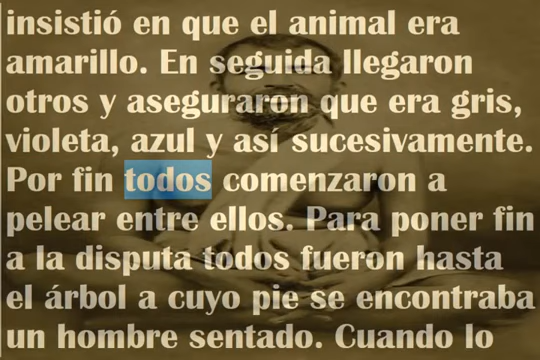 insistió en que el animal era
amarillo. En seguida llegaron
otros y aseguraron que era gris,
violeta, azul y así sucesivamente.
Por fin todos comenzaron a
pelear entre ellos. Para poner fin
a la disputa todos fueron hasta
el árbol a cuyo pie se encontraba
un hombre sentado. Cuando lo